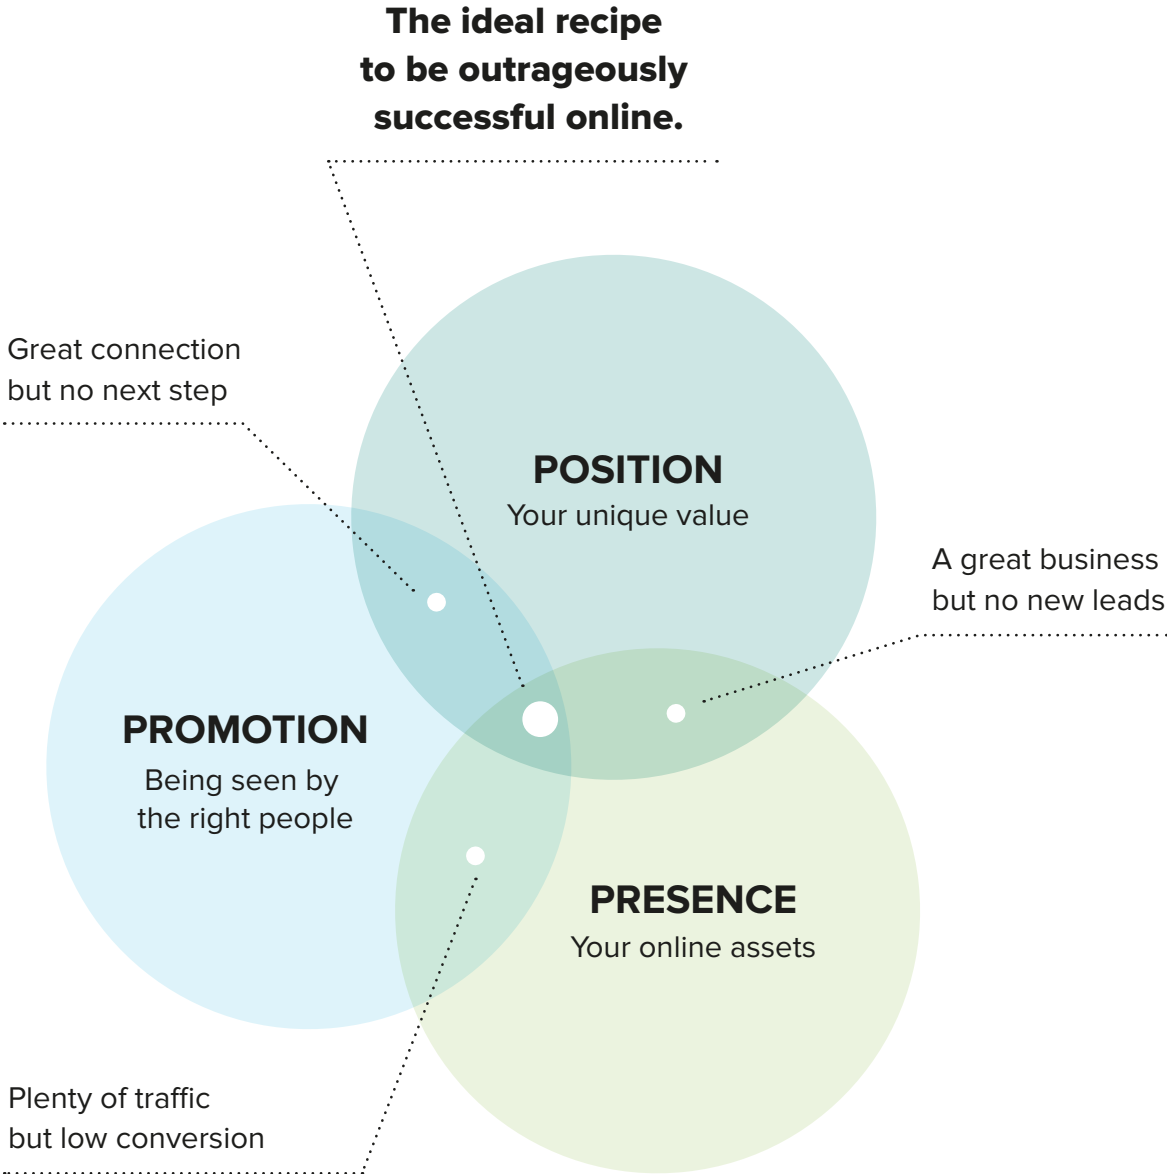 The ideal recipe
to be outrageously
successful online.
Great connection
but no next step
POSITION
Your unique value
A great business
but no new leads
PROMOTION
Being seen by
the right people
PRESENCE
Your online assets
Plenty of traffic
but low conversion